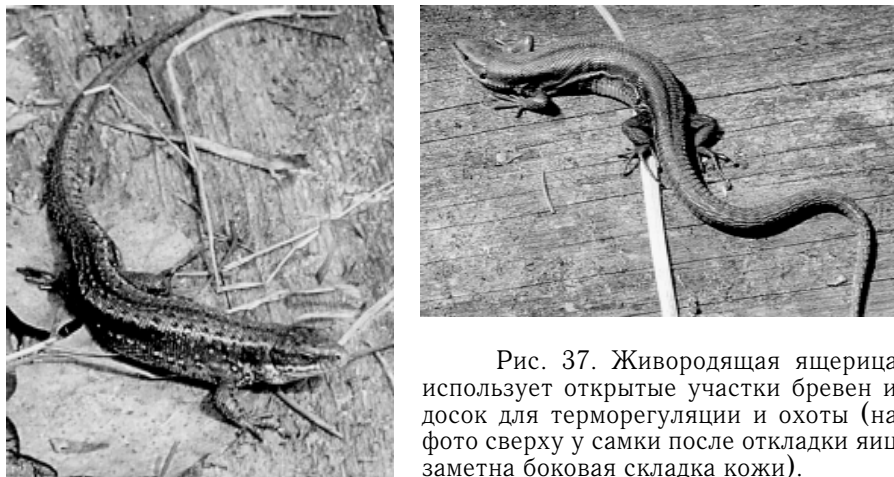 Рис. 37. Живородящая ящерица
использует открытые участки бревен и
досок для терморегуляции и охоты (на
фото сверху у самки после откладки яиц
заметна боковая складка кожи).